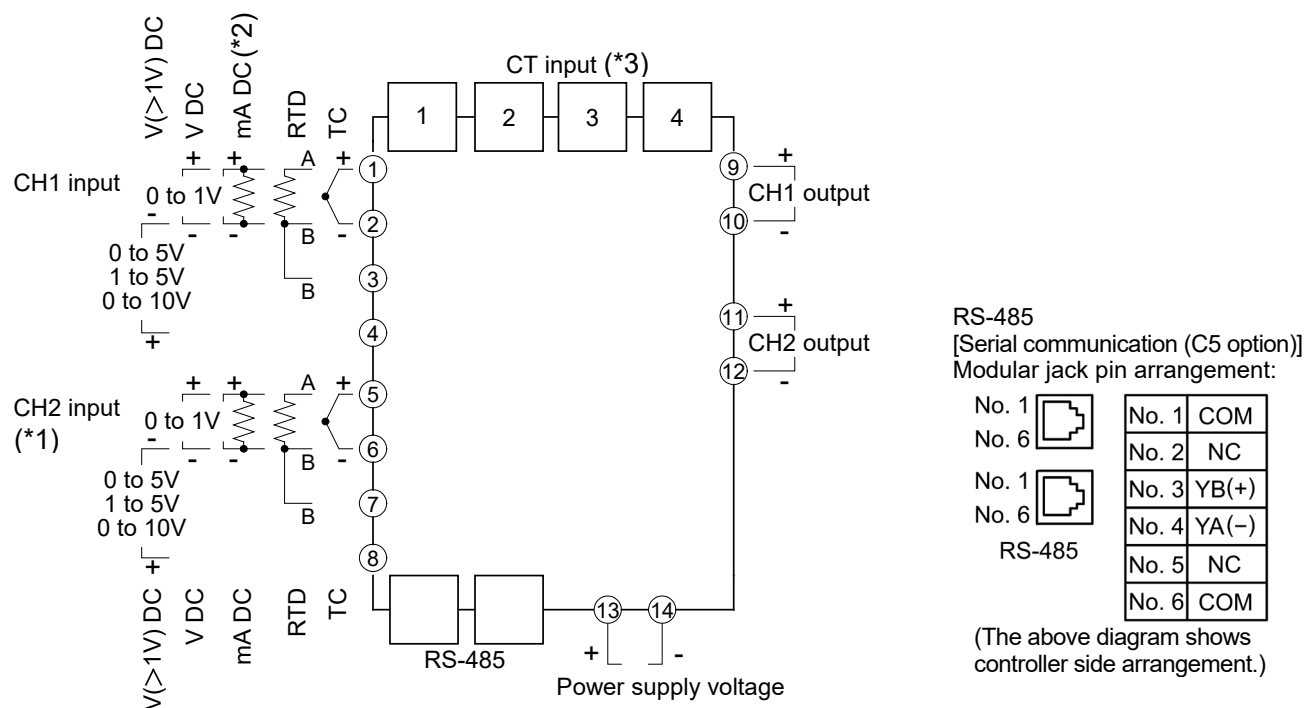 V(>1V) DC
V DC
mA DC (*2)
RTD
TC
CT input (*3)
1 2 3 4
CH1 input
+ + A +
0 to 1V
- - - B -
0 to 5V
1 to 5V
0 to 10V
+
B
1
2
3
4
9 +
CH1 output
10 -
11 +
CH2 output
12 -
CH2 input
(*1)
+ + A +
0 to 1V
- - - B -
0 to 5V
1 to 5V
0 to 10V
+
B
5
6
7
8
V(>1V) DC
V DC
mA DC
RTD
TC
RS-485
13 14
+ -
Power supply voltage
RS-485
[Serial communication (C5 option)]
Modular jack pin arrangement:
No. 1
No. 6
No. 1
No. 6
RS-485
No. 1 COM
No. 2 NC
No. 3 YB(+)
No. 4 YA(−)
No. 5 NC
No. 6 COM
(The above diagram shows
controller side arrangement.)